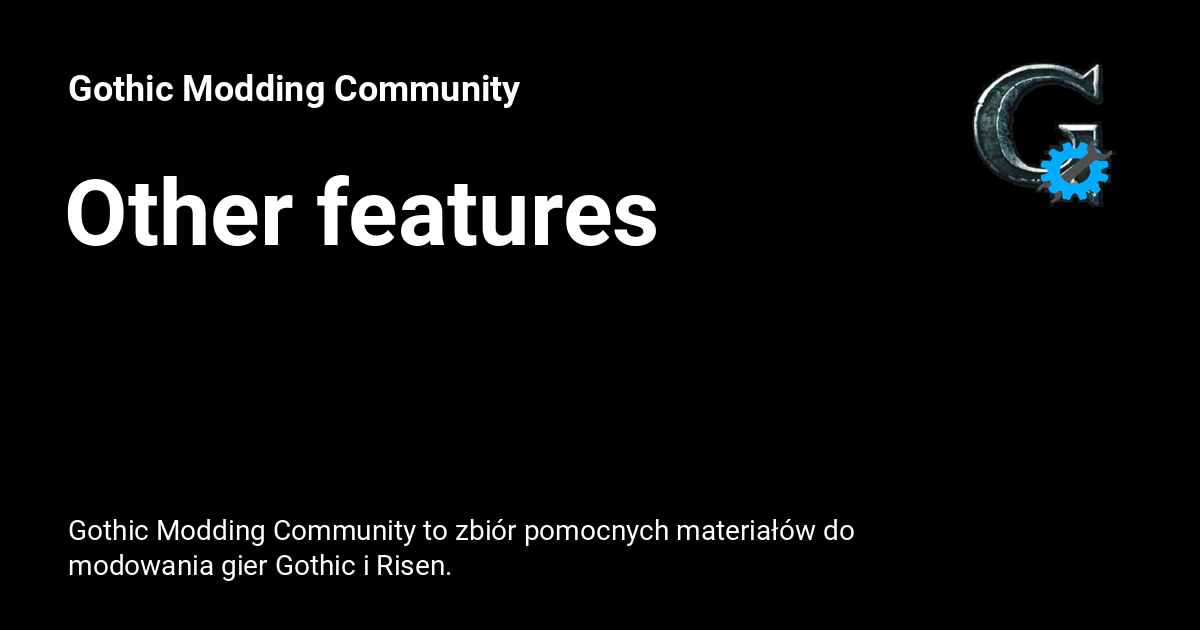 Gothic Modding Community
Other features
Gothic Modding Community to zbiór pomocnych materiałów do
modowania gier Gothic i Risen.